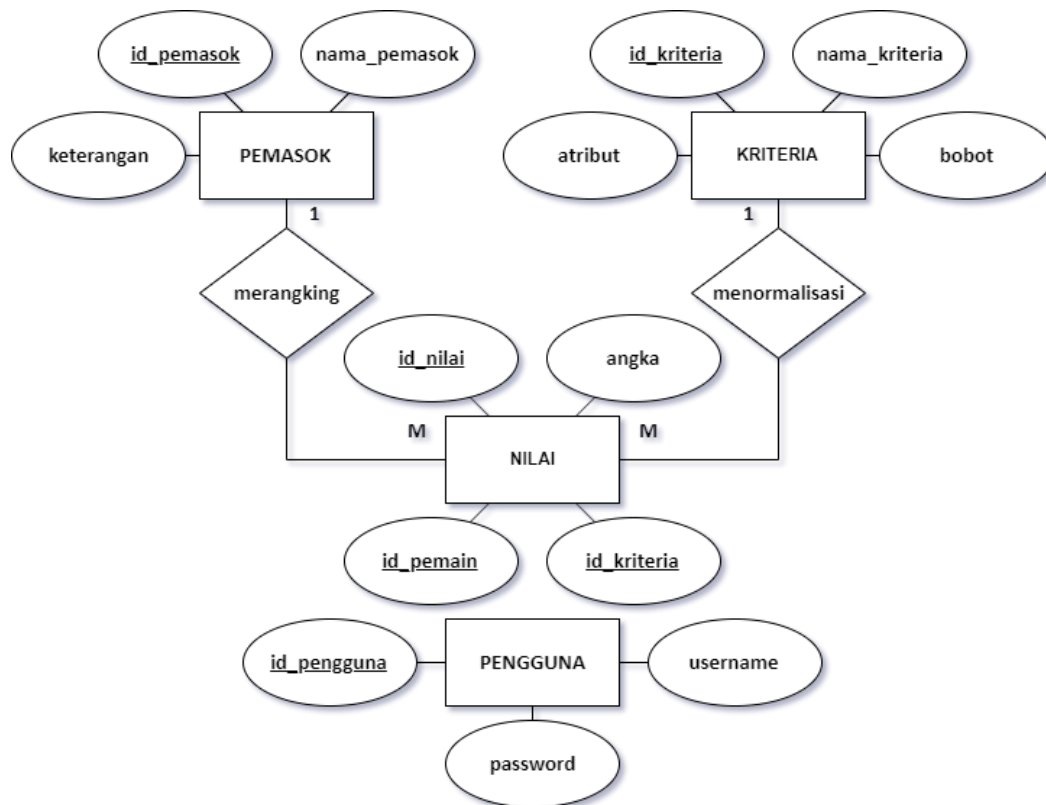 id_pemasok
nama_pemasok
id_kriteria
nama_kriteria
keterangan
PEMASOK
atribut
KRITERIA
bobot
1
1
merangking
menormalisasi
id_nilai
angka
M
M
NILAI
id_pemain
id_kriteria
id_pengguna
PENGGUNA
username
password